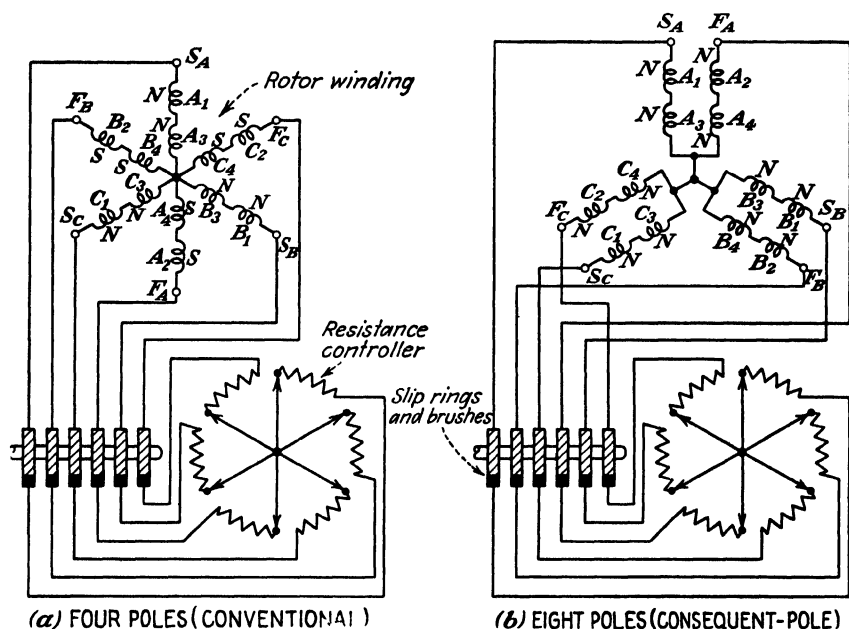 S_A
N A_1
Rotor winding
F_B
B_2
N A_3
S
F_C
S B_4
S
S
C_4
S
C_2
C_1
N
C_3
N
A_4 S
N
B_3
N
B_1
S_C
S_B
A_2 S
F_A
Resistance
controller
(a) FOUR POLES (CONVENTIONAL)
S_A F_A
N A_1 N A_2
N A_3 A_4
N
C_4
N
C_2
N
F_C
C_3
N
C_1
N
S_C
N
B_3
N
B_1
S_B
N
B_4
N
B_2
F_B
Slip rings
and brushes
(b) EIGHT POLES (CONSEQUENT-POLE)